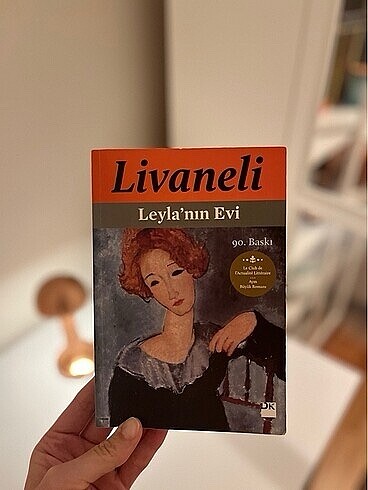 Livaneli
Leyla'nın Evi
90. Baskı
Le Club de
L'Actualité Littéraire
Ayın
Büyük Romanı
DK